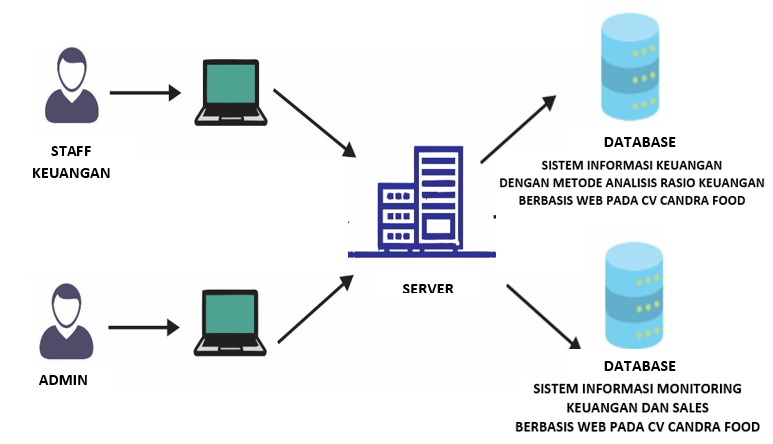 STAFF
KEUANGAN
ADMIN
SERVER
DATABASE
SISTEM INFORMASI KEUANGAN
DENGAN METODE ANALISIS RASIO KEUANGAN
BERBASIS WEB PADA CV CANDRA FOOD
DATABASE
SISTEM INFORMASI MONITORING
KEUANGAN DAN SALES
BERBASIS WEB PADA CV CANDRA FOOD